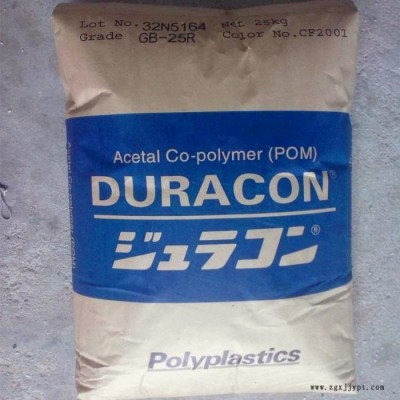 Lot No. 32N5164 Net 25kg
Grade GB-25R Color No.CF2001
Acetal Co-polymer (POM)
DURACON®
ジュラコン®
Polyplastics
www.zgxjjypt.com